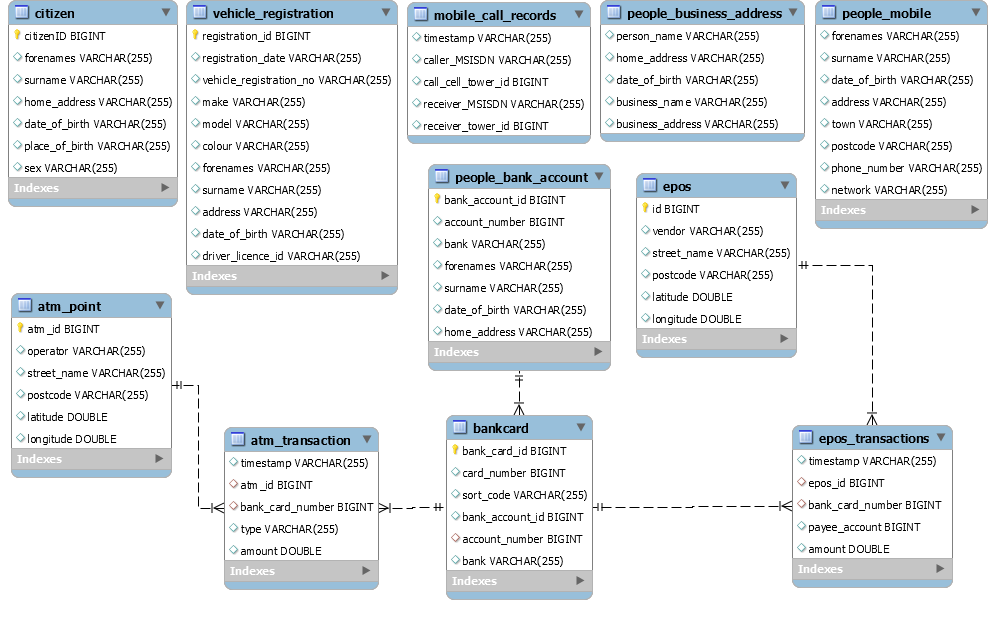 citizen
citizenID BIGINT
forenames VARCHAR(255)
surname VARCHAR(255)
home_address VARCHAR(255)
date_of_birth VARCHAR(255)
place_of_birth VARCHAR(255)
sex VARCHAR(255)
Indexes
vehicle_registration
registration_id BIGINT
registration_date VARCHAR(255)
vehicle_registration_no VARCHAR(255)
make VARCHAR(255)
model VARCHAR(255)
colour VARCHAR(255)
forenames VARCHAR(255)
surname VARCHAR(255)
address VARCHAR(255)
date_of_birth VARCHAR(255)
driver_licence_id VARCHAR(255)
Indexes
mobile_call_records
timestamp VARCHAR(255)
caller_MSISDN VARCHAR(255)
call_cell_tower_id BIGINT
receiver_MSISDN VARCHAR(255)
receiver_tower_id BIGINT
people_business_address
person_name VARCHAR(255)
home_address VARCHAR(255)
date_of_birth VARCHAR(255)
business_name VARCHAR(255)
business_address VARCHAR(255)
people_mobile
forenames VARCHAR(255)
surname VARCHAR(255)
date_of_birth VARCHAR(255)
address VARCHAR(255)
town VARCHAR(255)
postcode VARCHAR(255)
phone_number VARCHAR(255)
network VARCHAR(255)
Indexes
people_bank_account
bank_account_id BIGINT
account_number BIGINT
bank VARCHAR(255)
forenames VARCHAR(255)
surname VARCHAR(255)
date_of_birth VARCHAR(255)
home_address VARCHAR(255)
Indexes
epos
id BIGINT
vendor VARCHAR(255)
street_name VARCHAR(255)
postcode VARCHAR(255)
latitude DOUBLE
longitude DOUBLE
Indexes
atm_point
atm_id BIGINT
operator VARCHAR(255)
street_name VARCHAR(255)
postcode VARCHAR(255)
latitude DOUBLE
longitude DOUBLE
Indexes
atm_transaction
timestamp VARCHAR(255)
atm_id BIGINT
bank_card_number BIGINT
type VARCHAR(255)
amount DOUBLE
Indexes
bankcard
bank_card_id BIGINT
card_number BIGINT
sort_code VARCHAR(255)
bank_account_id BIGINT
account_number BIGINT
bank VARCHAR(255)
Indexes
epos_transactions
timestamp VARCHAR(255)
epos_id BIGINT
bank_card_number BIGINT
payee_account BIGINT
amount DOUBLE
Indexes